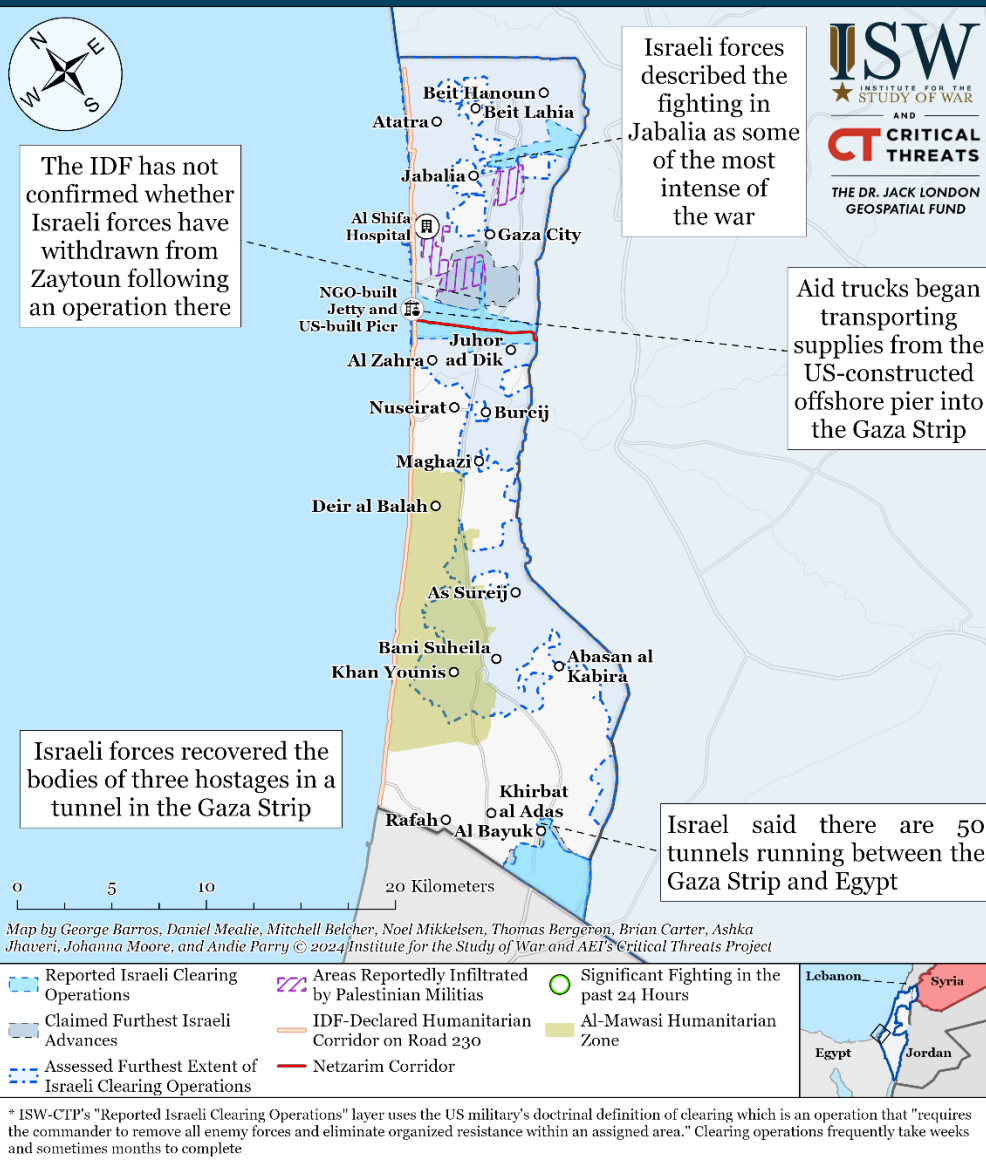 N
E
W
S
ISW
INSTITUTE FOR THE
STUDY OF WAR
AND
CT CRITICAL
THREATS
THE DR. JACK LONDON
GEOSPATIAL FUND
Israeli forces
described the
fighting in
Jabalia as some
of the most
intense of
the war
The IDF has not
confirmed whether
Israeli forces have
withdrawn from
Zaytoun following
an operation there
Aid trucks began
transporting
supplies from the
US-constructed
offshore pier into
the Gaza Strip
Beit Hanoun
Beit Lahia
Atatra
Jabalia
Al Shifa
Hospital
Gaza City
NGO-built
Jetty and
US-built Pier
Juhor
ad Dik
Al Zahra
Nuseirat
Bureij
Maghazi
Deir al Balah
As Sureij
Bani Suheila
Khan Younis
Abasan al
Kabira
Israeli forces recovered the
bodies of three hostages in a
tunnel in the Gaza Strip
Khirbat
al Adas
Rafah
Al Bayuk
Israel said there are 50
tunnels running between the
Gaza Strip and Egypt
0 5 10 20 Kilometers
Map by George Barros, Daniel Mealie, Mitchell Belcher, Noel Mikkelsen, Thomas Bergeron, Brian Carter, Ashka
Jhaveri, Johanna Moore, and Andie Parry © 2024 Institute for the Study of War and AEI's Critical Threats Project
Reported Israeli Clearing
Operations
Claimed Furthest Israeli
Advances
Assessed Furthest Extent of
Israeli Clearing Operations
Areas Reportedly Infiltrated
by Palestinian Militias
IDF-Declared Humanitarian
Corridor on Road 230
Netzarim Corridor
Significant Fighting in the
past 24 Hours
Al-Mawasi Humanitarian
Zone
Lebanon
Syria
Egypt
Jordan
* ISW-CTP's "Reported Israeli Clearing Operations" layer uses the US military's doctrinal definition of clearing which is an operation that "requires
the commander to remove all enemy forces and eliminate organized resistance within an assigned area." Clearing operations frequently take weeks
and sometimes months to complete